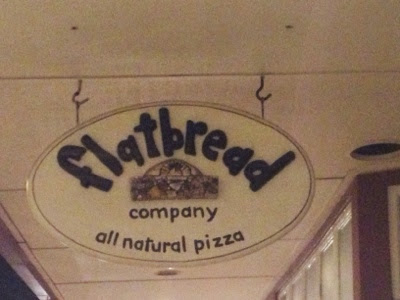 flatbread
company
all natural pizza